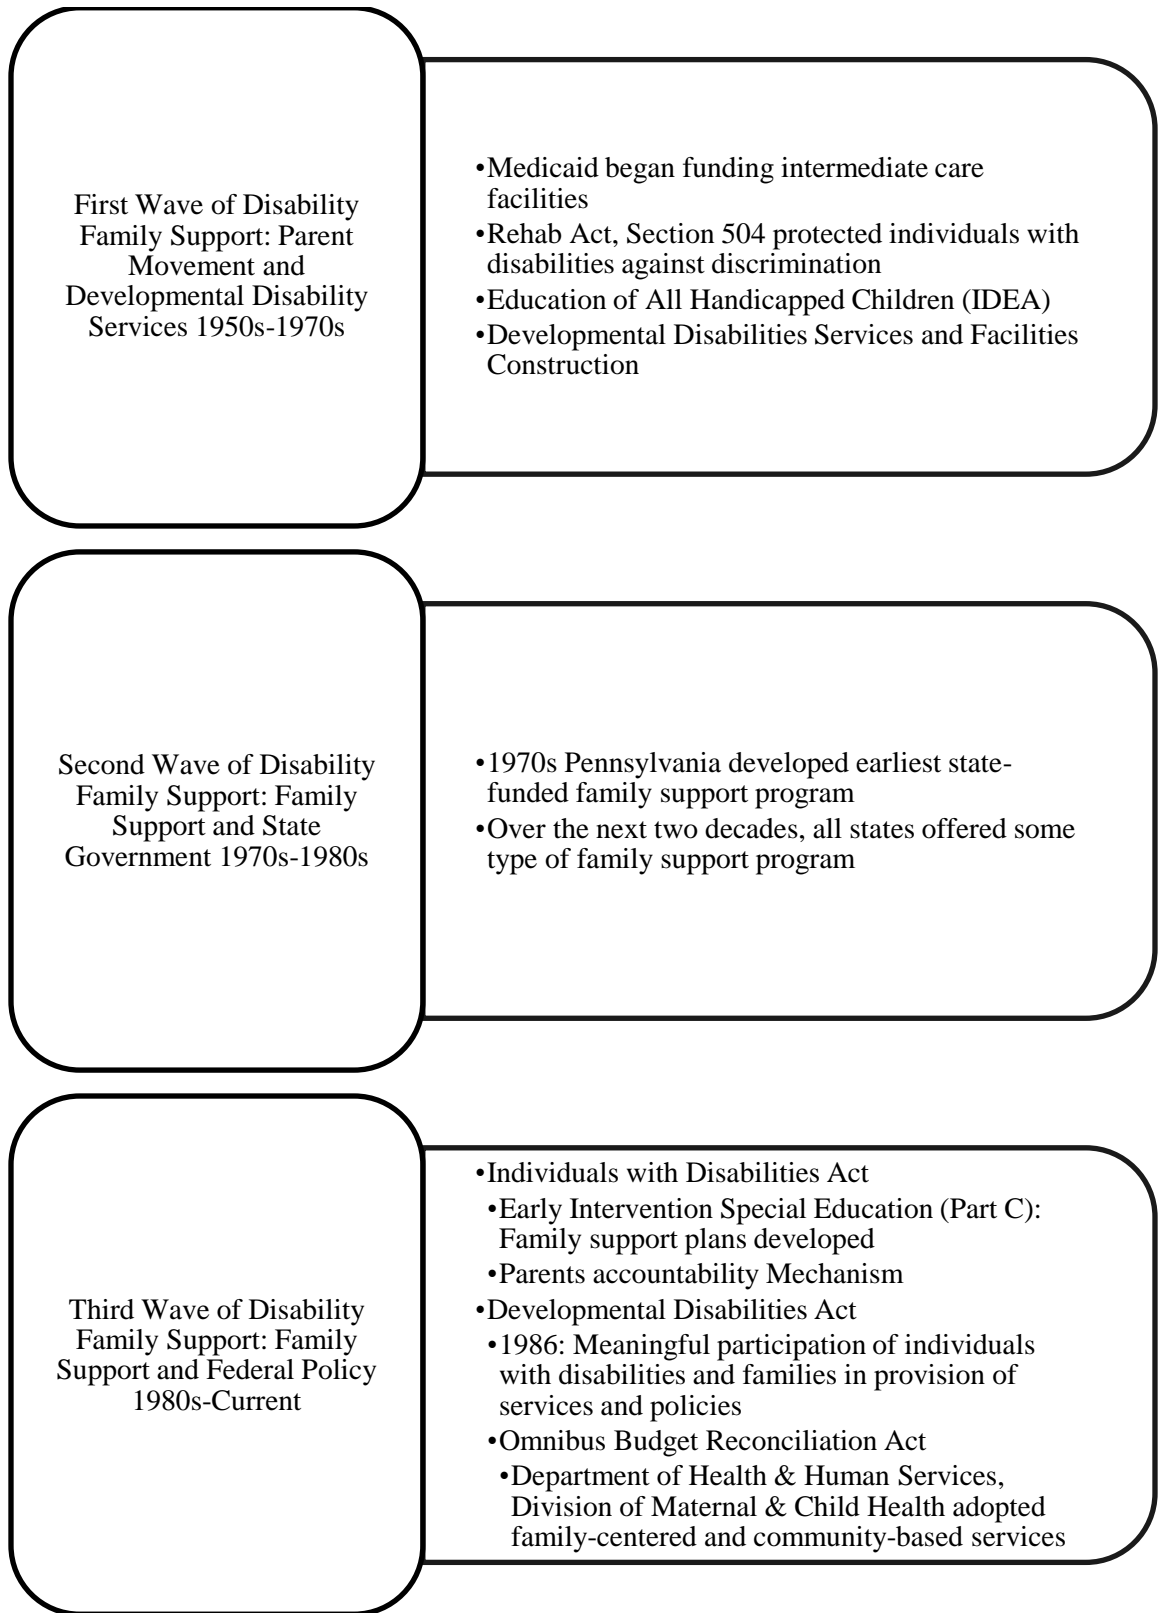 First Wave of Disability
Family Support: Parent
Movement and
Developmental Disability
Services 1950s-1970s
•Medicaid began funding intermediate care
facilities
•Rehab Act, Section 504 protected individuals with
disabilities against discrimination
•Education of All Handicapped Children (IDEA)
•Developmental Disabilities Services and Facilities
Construction
Second Wave of Disability
Family Support: Family
Support and State
Government 1970s-1980s
•1970s Pennsylvania developed earliest state-
funded family support program
•Over the next two decades, all states offered some
type of family support program
Third Wave of Disability
Family Support: Family
Support and Federal Policy
1980s-Current
•Individuals with Disabilities Act
•Early Intervention Special Education (Part C):
Family support plans developed
•Parents accountability Mechanism
•Developmental Disabilities Act
•1986: Meaningful participation of individuals
with disabilities and families in provision of
services and policies
•Omnibus Budget Reconciliation Act
•Department of Health & Human Services,
Division of Maternal & Child Health adopted
family-centered and community-based services